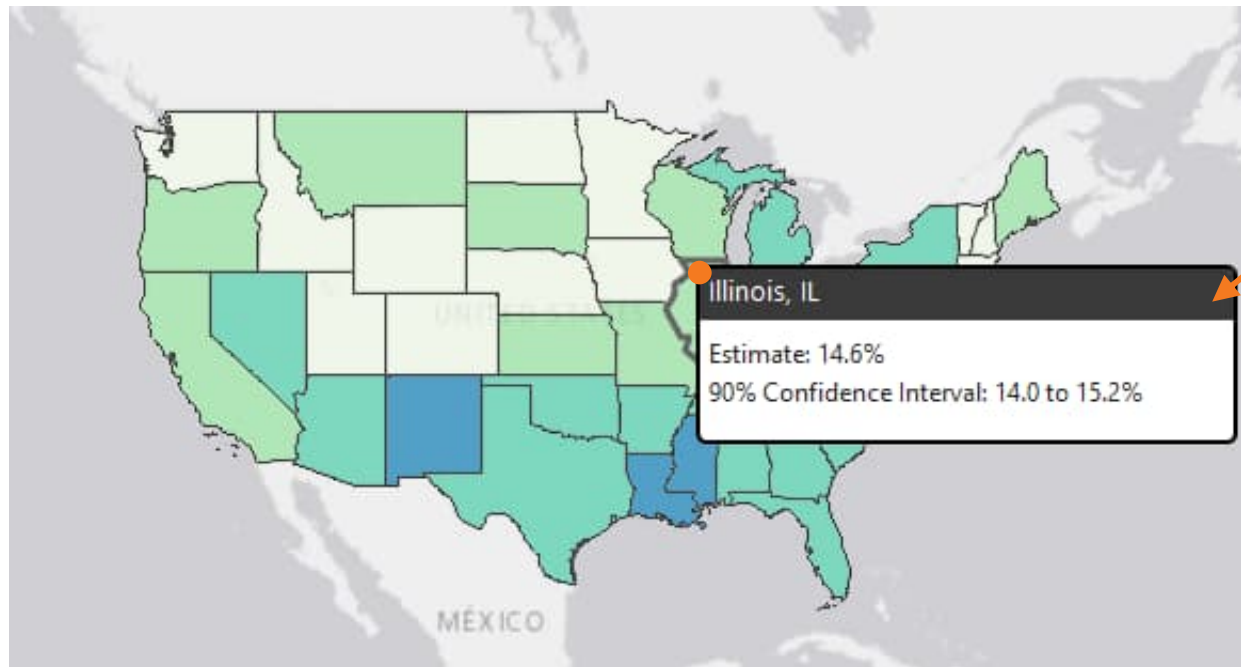 UNITED STATES
Illinois, IL
Estimate: 14.6%
90% Confidence Interval: 14.0 to 15.2%
MÉXICO